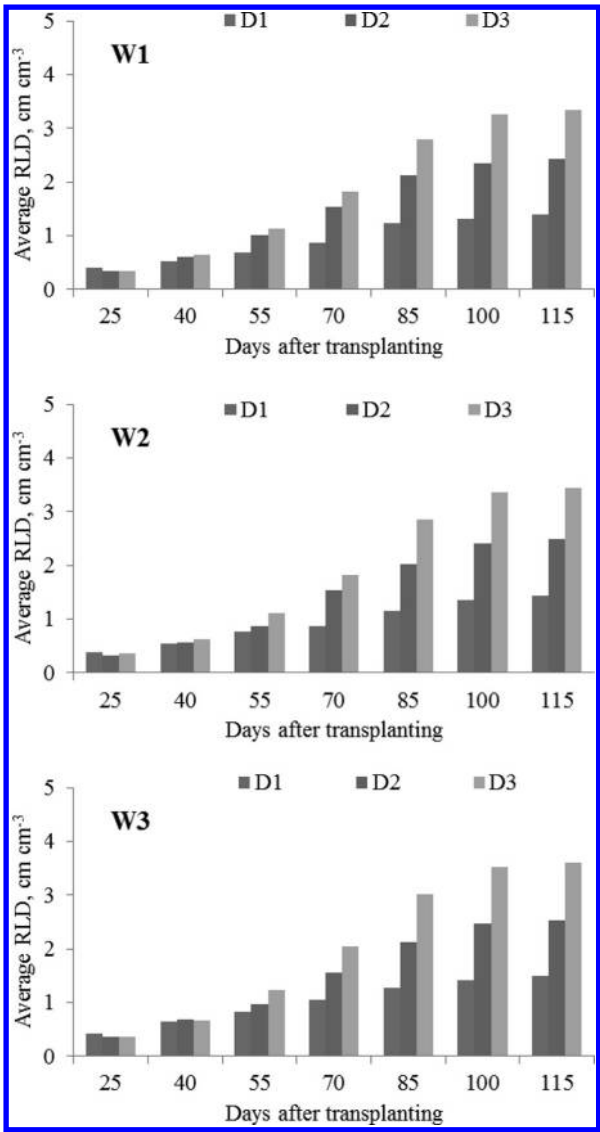 D1 D2 D3
W1
Average RLD, cm cm-3
5
4
3
2
1
0
25 40 55 70 85 100 115
Days after transplanting
D1 D2 D3
W2
Average RLD, cm cm-3
5
4
3
2
1
0
25 40 55 70 85 100 115
Days after transplanting
D1 D2 D3
W3
Average RLD, cm cm-3
5
4
3
2
1
0
25 40 55 70 85 100 115
Days after transplanting